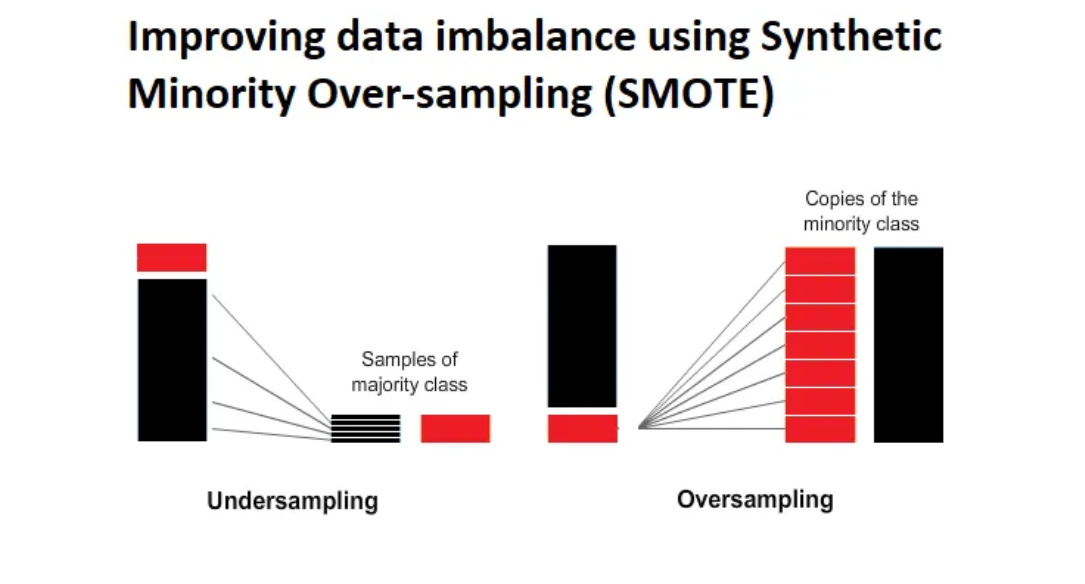 Improving data imbalance using Synthetic
Minority Over-sampling (SMOTE)
Copies of the
minority class
Samples of
majority class
Undersampling
Oversampling